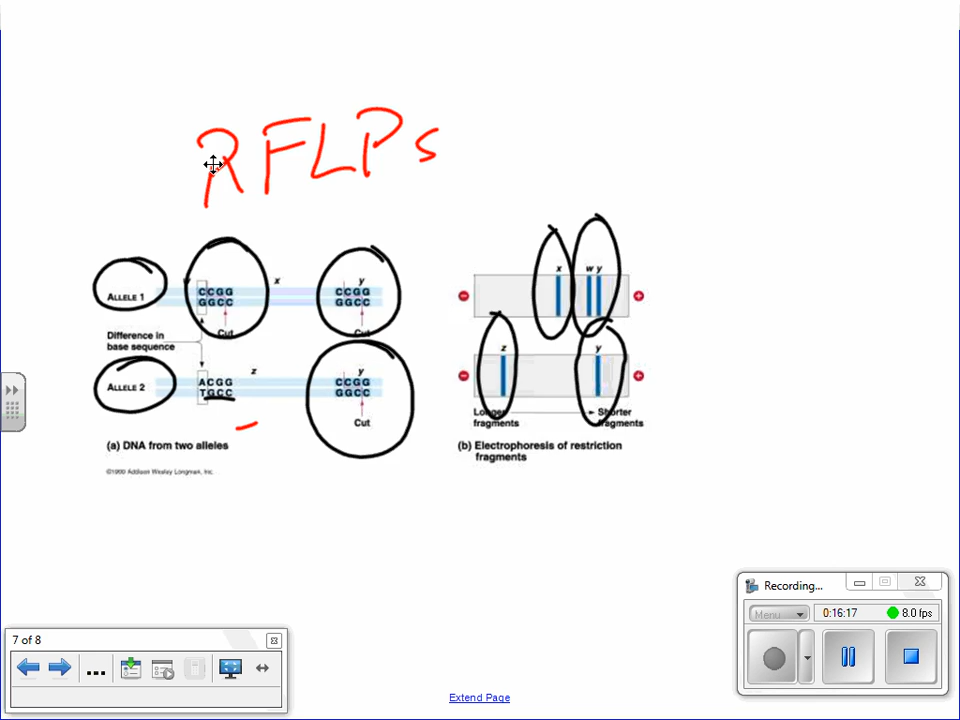 RFLPs
x
y
x
w y
ALLELE 1
CCGG
GGCC
CCGG
GGCC
Cut
Cut
Difference in
base sequence
z
y
z
y
ALLELE 2
ACGG
TGCC
CCGG
GGCC
Cut
Longer
fragments
Shorter
fragments
(a) DNA from two alleles
(b) Electrophoresis of restriction
fragments
©1999 Addison Wesley Longman, Inc.
Recording...
Menu
0:16:17
8.0 fps
7 of 8
Extend Page